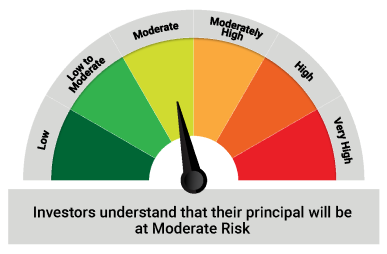 Low
Low to
Moderate
Moderate
Moderately
High
High
Very High
Investors understand that their principal will be
at Moderate Risk